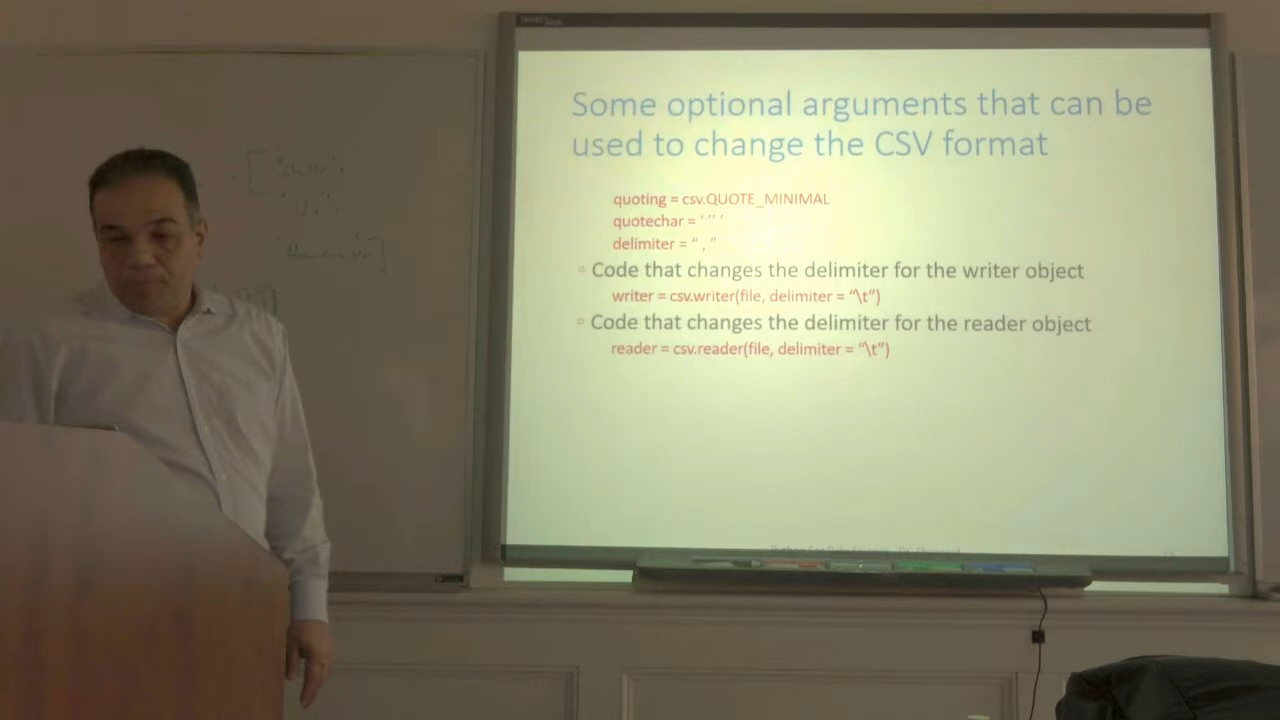 Some optional arguments that can be
used to change the CSV format
quoting = csv.QUOTE_MINIMAL
quotechar = ‘ ” ’
delimiter = “ , ”
Code that changes the delimiter for the writer object
writer = csv.writer(file, delimiter = “\t”)
Code that changes the delimiter for the reader object
reader = csv.reader(file, delimiter = “\t”)